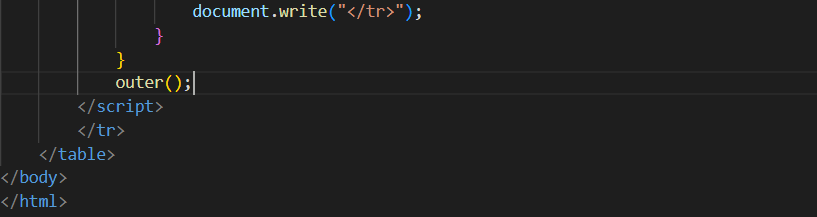 document.write("</tr>");
}
}
outer();
</script>
</tr>
</table>
</body>
</html>